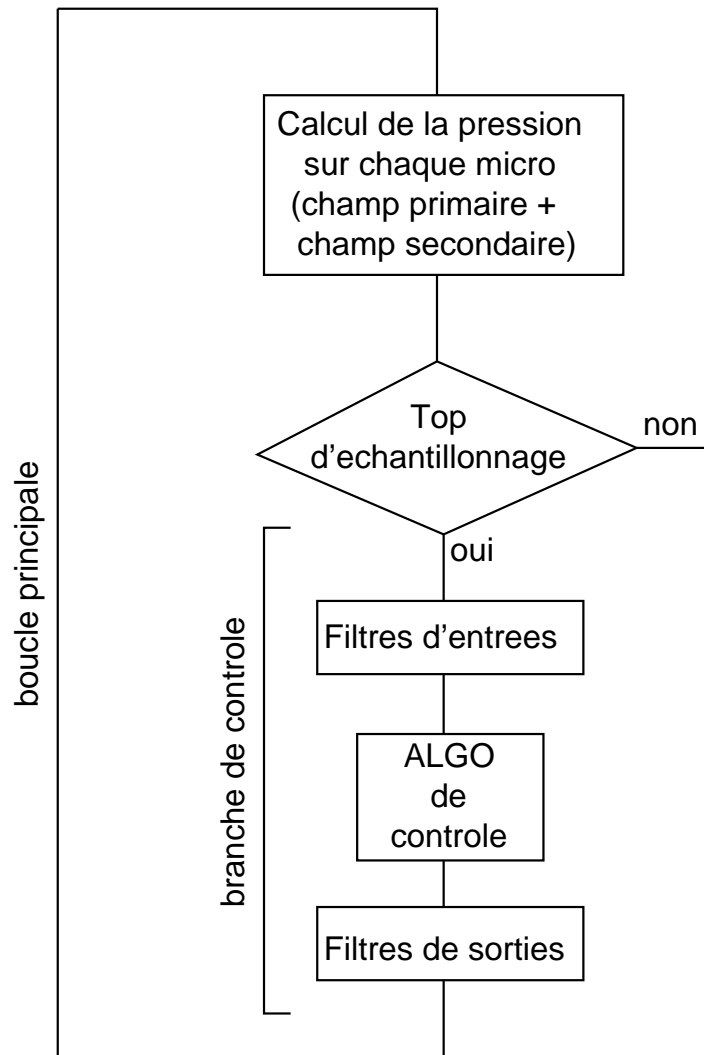 Calcul de la pression
sur chaque micro
(champ primaire +
champ secondaire)
Top
d'echantillonnage
non
oui
boucle principale
branche de controle
Filtres d'entrees
ALGO
de
controle
Filtres de sorties